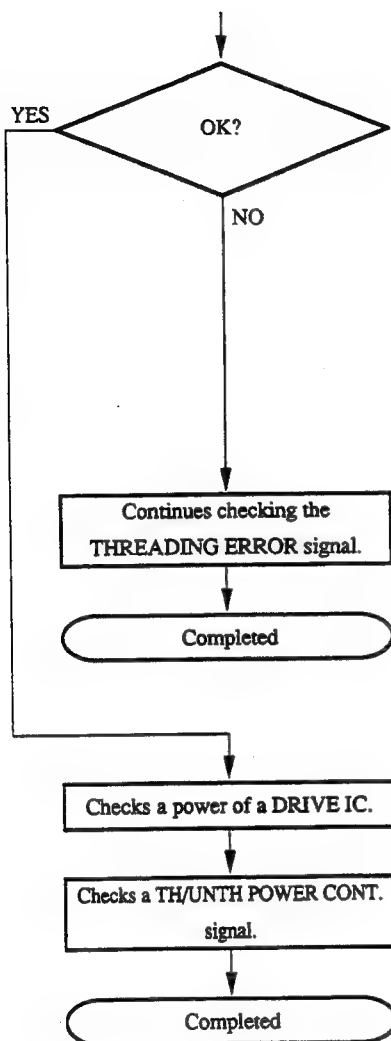 YES
OK?
NO
Continues checking the
THREADING ERROR signal.
Completed
Checks a power of a DRIVE IC.
Checks a TH/UNTH POWER CONT.
signal.
Completed